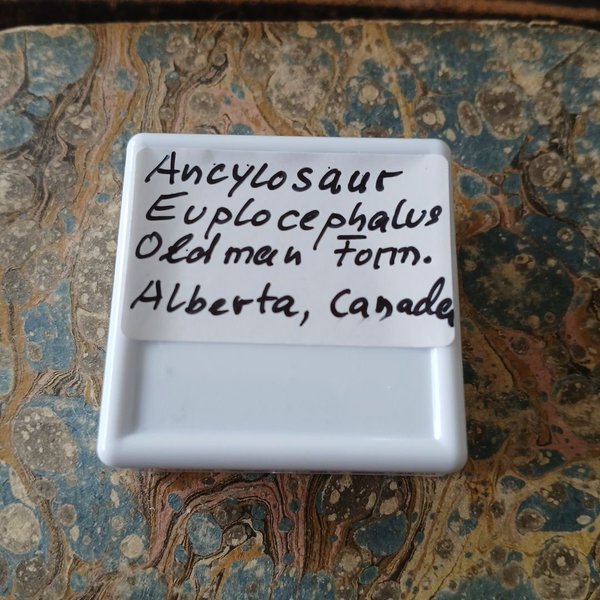 Ancylosaur
Euplocephalus
Oldman Form.
Alberta, Canada